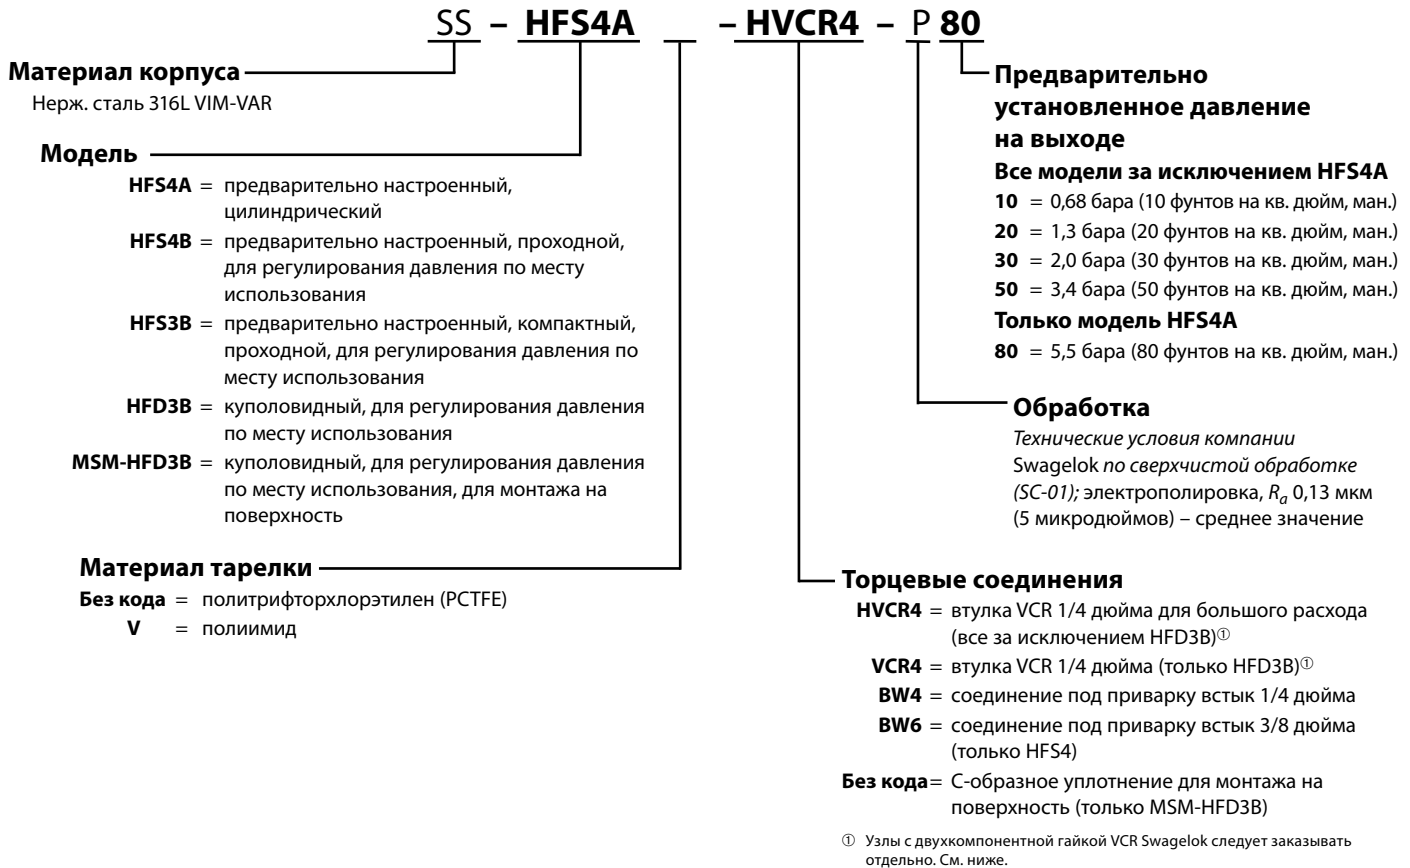 SS – HFS4A – HVCR4 – P 80
Материал корпуса
Нерж. сталь 316L VIM-VAR
Модель
HFS4A = предварительно настроенный,
цилиндрический
HFS4B = предварительно настроенный, проходной,
для регулирования давления по месту
использования
HFS3B = предварительно настроенный, компактный,
проходной, для регулирования давления по
месту использования
HFD3B = куполовидный, для регулирования давления
по месту использования
MSM-HFD3B = куполовидный, для регулирования давления
по месту использования, для монтажа на
поверхность
Материал тарелки
Без кода = политрифторхлорэтилен (PCTFE)
V = полиимид
Предварительно
установленное давление
на выходе
Все модели за исключением HFS4A
10 = 0,68 бара (10 фунтов на кв. дюйм, ман.)
20 = 1,3 бара (20 фунтов на кв. дюйм, ман.)
30 = 2,0 бара (30 фунтов на кв. дюйм, ман.)
50 = 3,4 бара (50 фунтов на кв. дюйм, ман.)
Только модель HFS4A
80 = 5,5 бара (80 фунтов на кв. дюйм, ман.)
Обработка
Технические условия компании
Swagelok по сверхчистой обработке
(SC-01); электрополировка, Ra 0,13 мкм
(5 микродюймов) – среднее значение
Торцевые соединения
HVCR4 = втулка VCR 1/4 дюйма для большого расхода
(все за исключением HFD3B)①
VCR4 = втулка VCR 1/4 дюйма (только HFD3B)①
BW4 = соединение под приварку встык 1/4 дюйма
BW6 = соединение под приварку встык 3/8 дюйма
(только HFS4)
Без кода = С-образное уплотнение для монтажа на
поверхность (только MSM-HFD3B)
① Узлы с двухкомпонентной гайкой VCR Swagelok следует заказывать
отдельно. См. ниже.